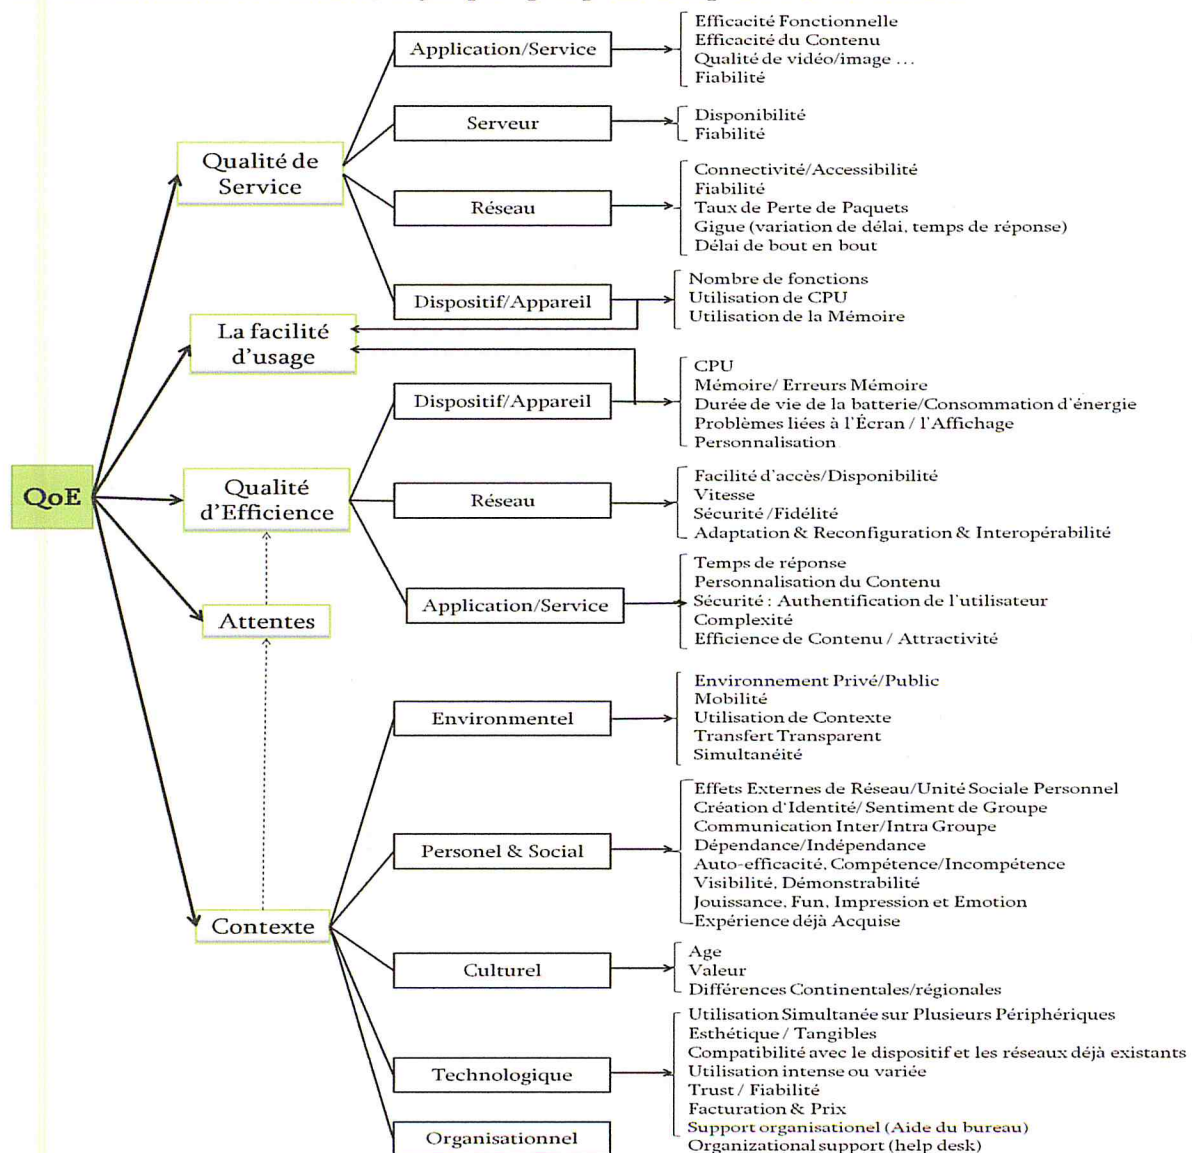 QoE
Qualité de
Service
Application/Service
Efficacité Fonctionnelle
Efficacité du Contenu
Qualité de vidéo/image ...
Fiabilité
Serveur
Disponibilité
Fiabilité
Réseau
Connectivité/Accessibilité
Fiabilité
Taux de Perte de Paquets
Gigue (variation de délai, temps de réponse)
Délai de bout en bout
Dispositif/Appareil
Nombre de fonctions
Utilisation de CPU
Utilisation de la Mémoire
La facilité
d'usage
Qualité
d'Efficience
Dispositif/Appareil
CPU
Mémoire/ Erreurs Mémoire
Durée de vie de la batterie/Consommation d'énergie
Problèmes liées à l'Écran / l'Affichage
Personnalisation
Réseau
Facilité d'accès/Disponibilité
Vitesse
Sécurité /Fidélité
Adaptation & Reconfiguration & Interopérabilité
Application/Service
Temps de réponse
Personnalisation du Contenu
Sécurité : Authentification de l'utilisateur
Complexité
Efficience de Contenu / Attractivité
Attentes
Contexte
Environmentel
Environnement Privé/Public
Mobilité
Utilisation de Contexte
Transfert Transparent
Simultanéité
Personel & Social
Effets Externes de Réseau/Unité Sociale Personnel
Création d'Identité/ Sentiment de Groupe
Communication Inter/Intra Groupe
Dépendance/Indépendance
Auto-efficacité, Compétence/Incompétence
Visibilité, Démonstrabilité
Jouissance, Fun, Impression et Emotion
Expérience déjà Acquise
Culturel
Age
Valeur
Différences Continentales/régionales
Technologique
Utilisation Simultanée sur Plusieurs Périphériques
Esthétique / Tangibles
Compatibilité avec le dispositif et les réseaux déjà existants
Utilisation intense ou variée
Trust / Fiabilité
Facturation & Prix
Support organisationel (Aide du bureau)
Organizational support (help desk)
Organisationnel